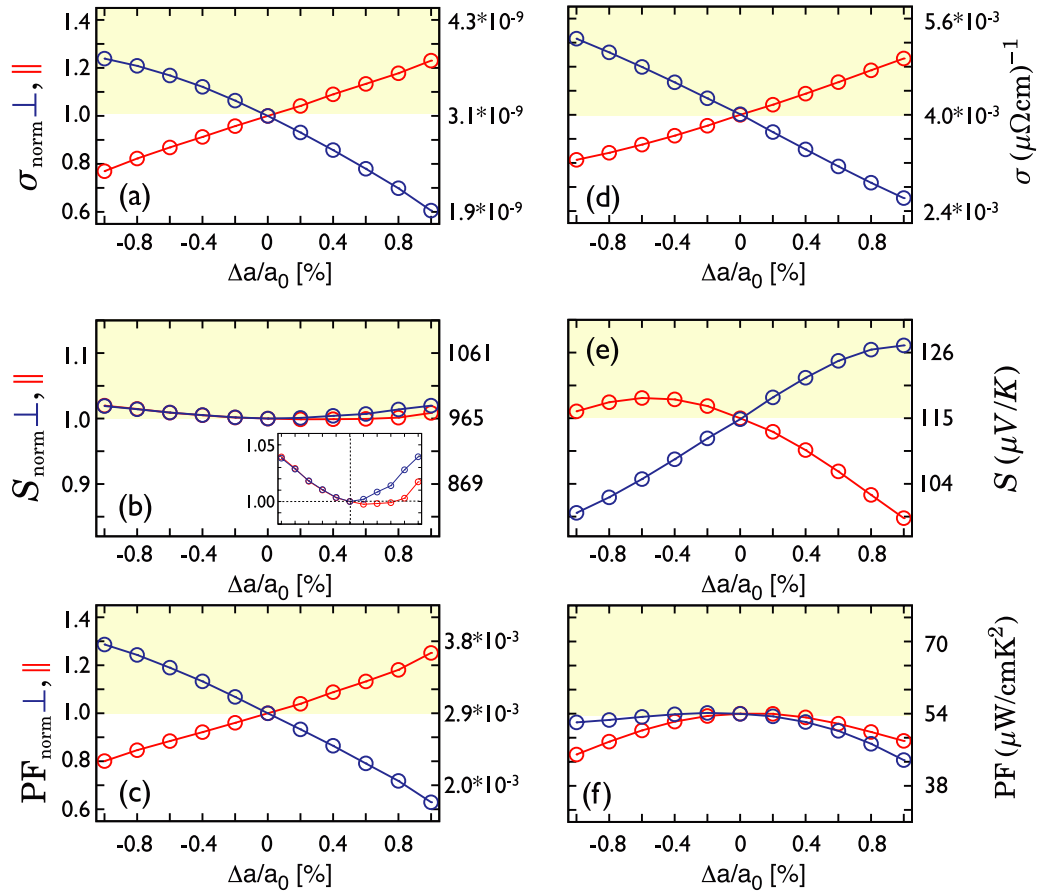 σnorm ⊥, ||
1.4
1.2
1.0
0.8
0.6
(a)
4.3*10-9
3.1*10-9
1.9*10-9
-0.8 -0.4 0 0.4 0.8
Δa/a0 [%]
(d)
5.6*10-3
4.0*10-3
2.4*10-3
σ (μΩcm)−1
-0.8 -0.4 0 0.4 0.8
Δa/a0 [%]
Snorm ⊥, ||
1.1
1.0
0.9
(b)
1.05
1.00
1061
965
869
-0.8 -0.4 0 0.4 0.8
Δa/a0 [%]
(e)
126
115
104
S (μV/K)
-0.8 -0.4 0 0.4 0.8
Δa/a0 [%]
PFnorm ⊥, ||
1.4
1.2
1.0
0.8
0.6
(c)
3.8*10-3
2.9*10-3
2.0*10-3
-0.8 -0.4 0 0.4 0.8
Δa/a0 [%]
(f)
70
54
38
PF (μW/cmK2)
-0.8 -0.4 0 0.4 0.8
Δa/a0 [%]